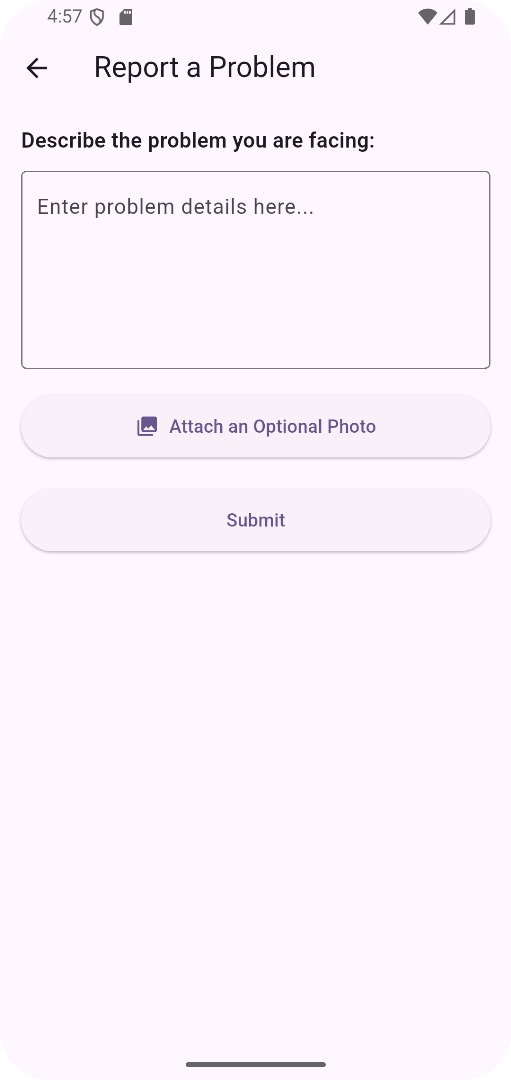 4:57
Report a Problem
Describe the problem you are facing:
Enter problem details here...
Attach an Optional Photo
Submit